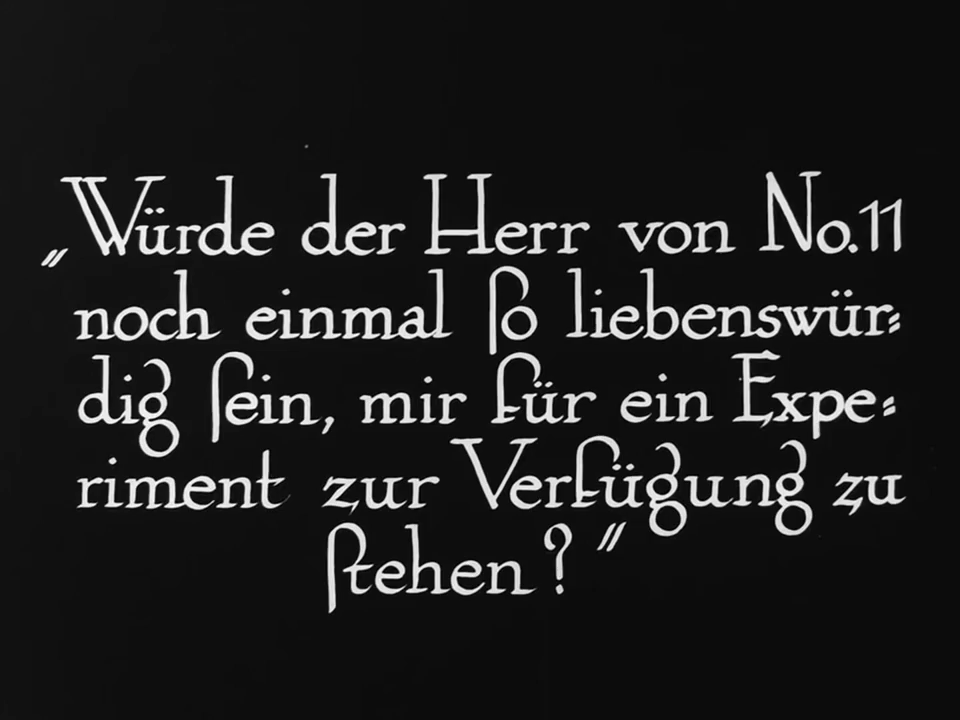 „Würde der Herr von No. 11
noch einmal ſo liebenswür⸗
dig ſein, mir für ein Expe⸗
riment zur Verfügung zu
ſtehen?"